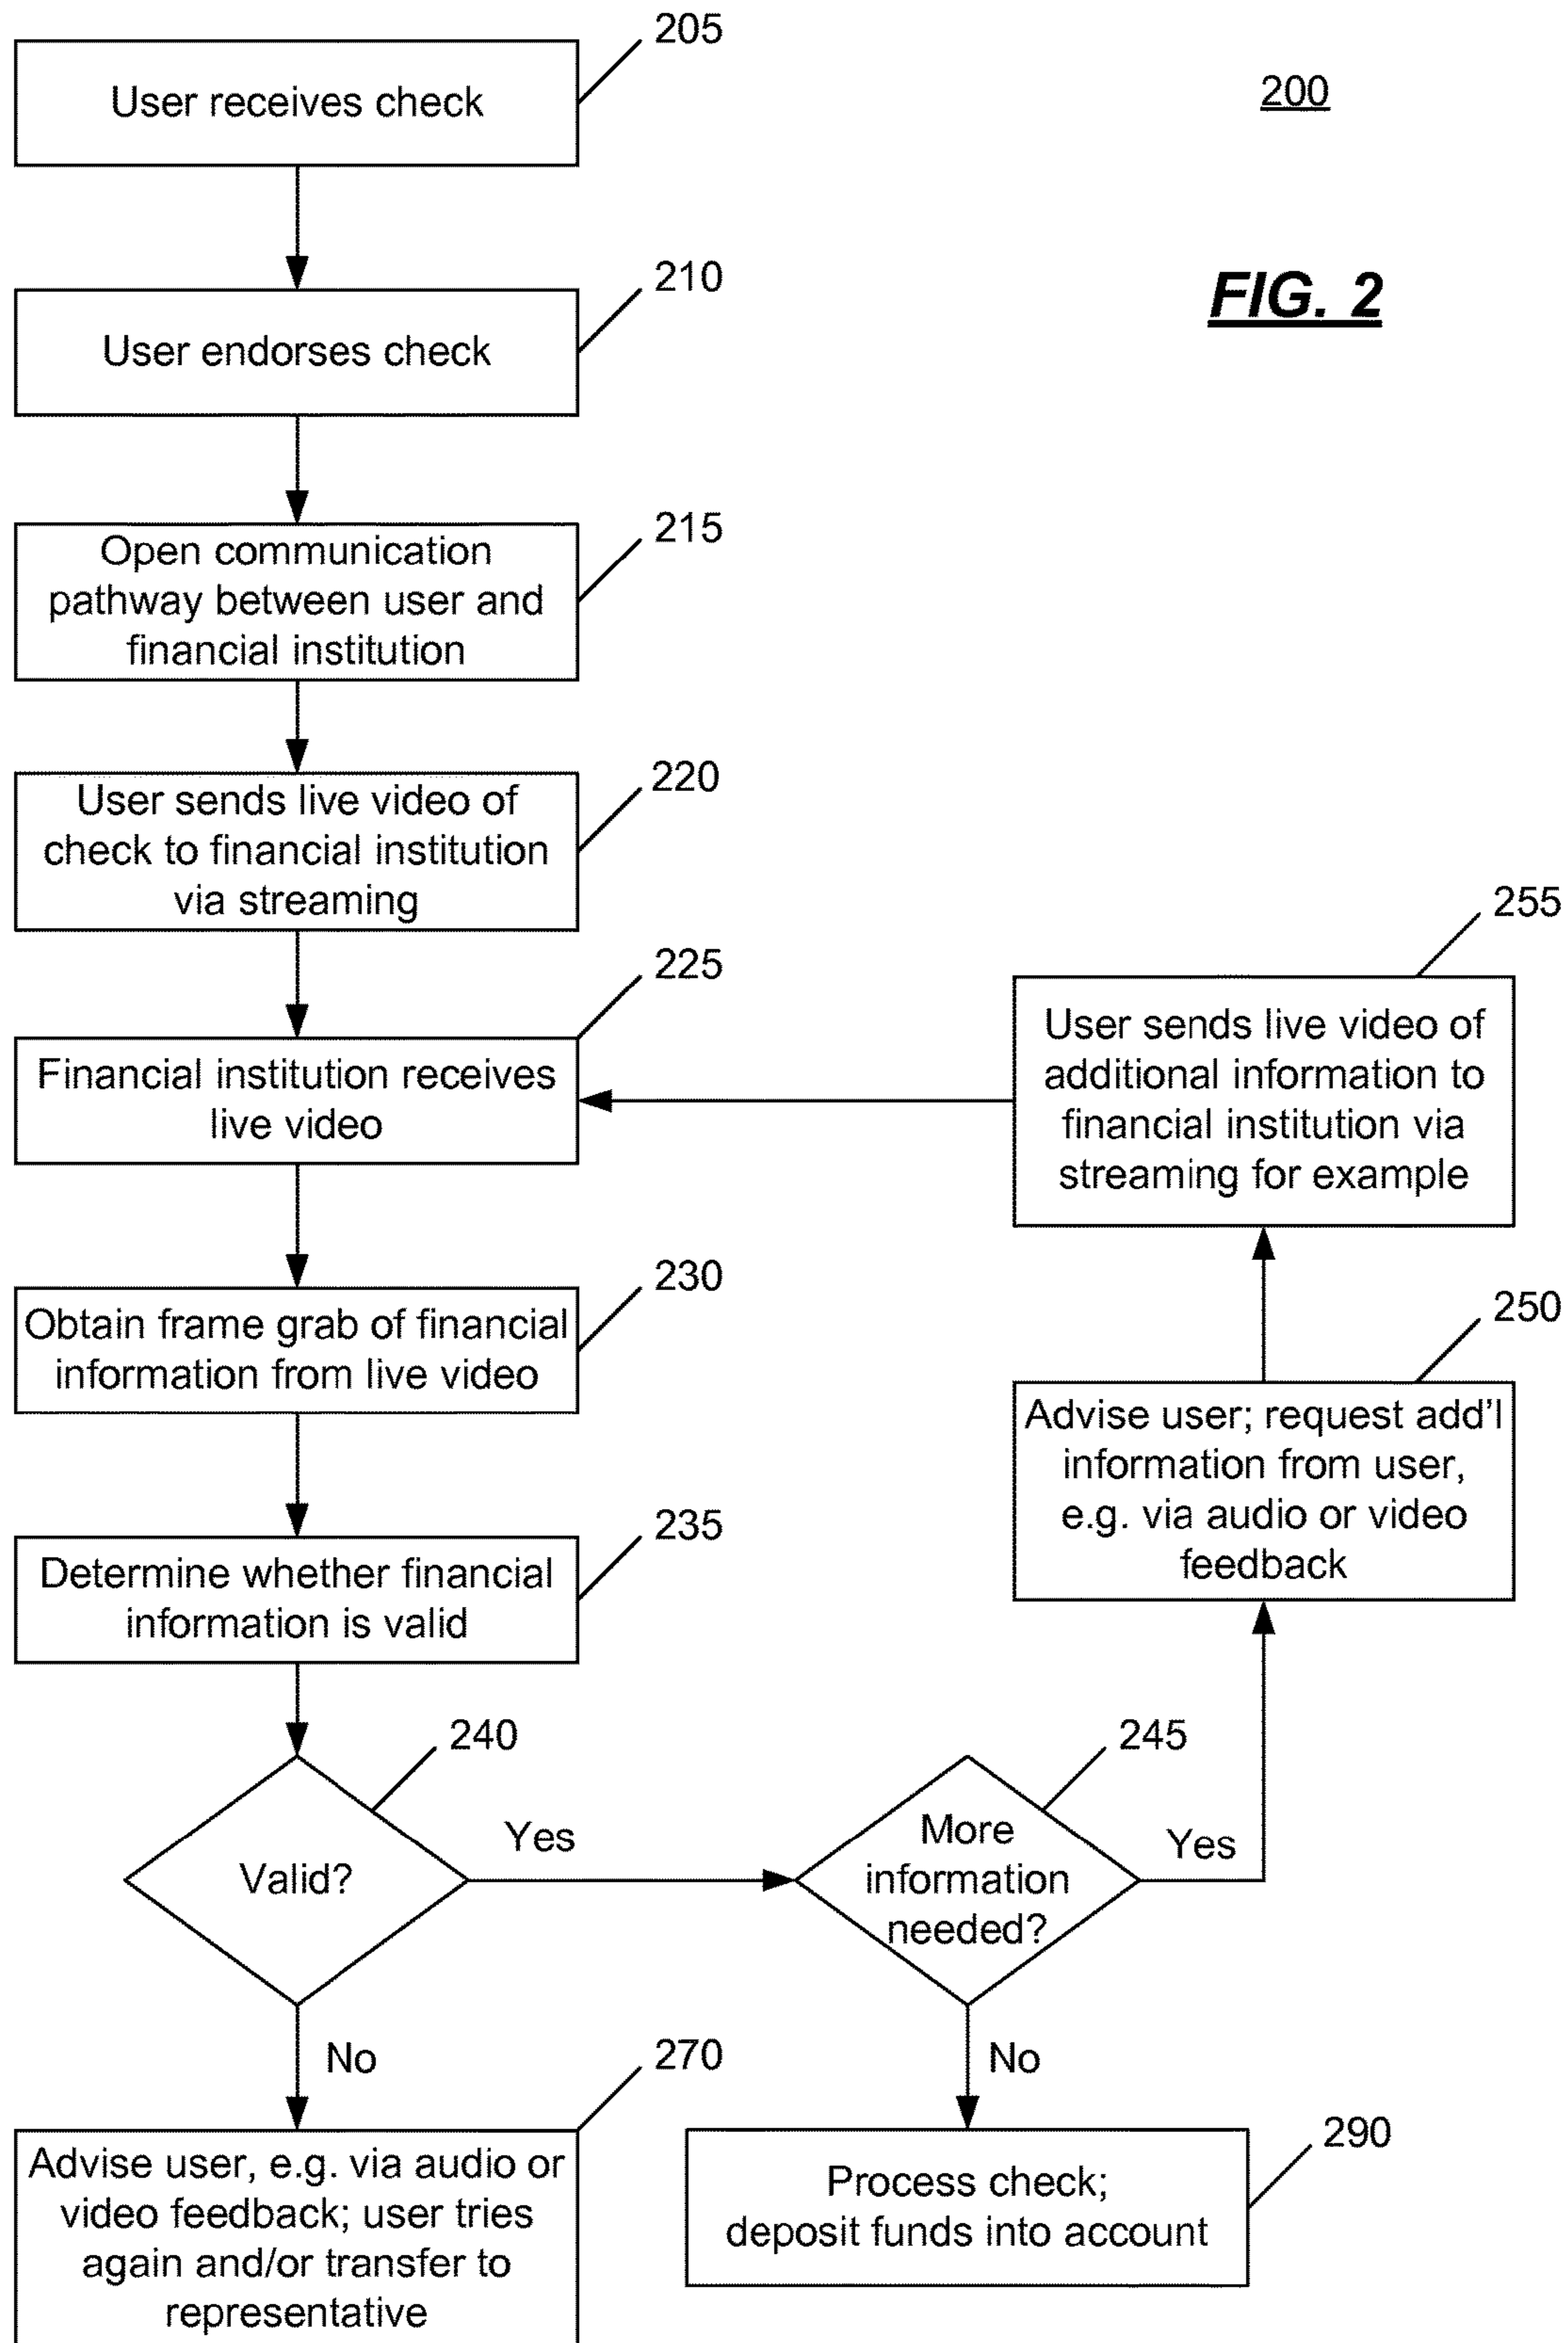 205
User receives check
200
210
FIG. 2
User endorses check
215
Open communication
pathway between user and
financial institution
220
User sends live video of
check to financial institution
via streaming
255
225
User sends live video of
additional information to
financial institution via
streaming for example
Financial institution receives
live video
230
250
Obtain frame grab of financial
information from live video
Advise user; request add'l
information from user,
e.g. via audio or video
feedback
235
Determine whether financial
information is valid
240
245
Valid?
Yes
More
information
needed?
Yes
No
270
No
290
Advise user, e.g. via audio or
video feedback; user tries
again and/or transfer to
representative
Process check;
deposit funds into account